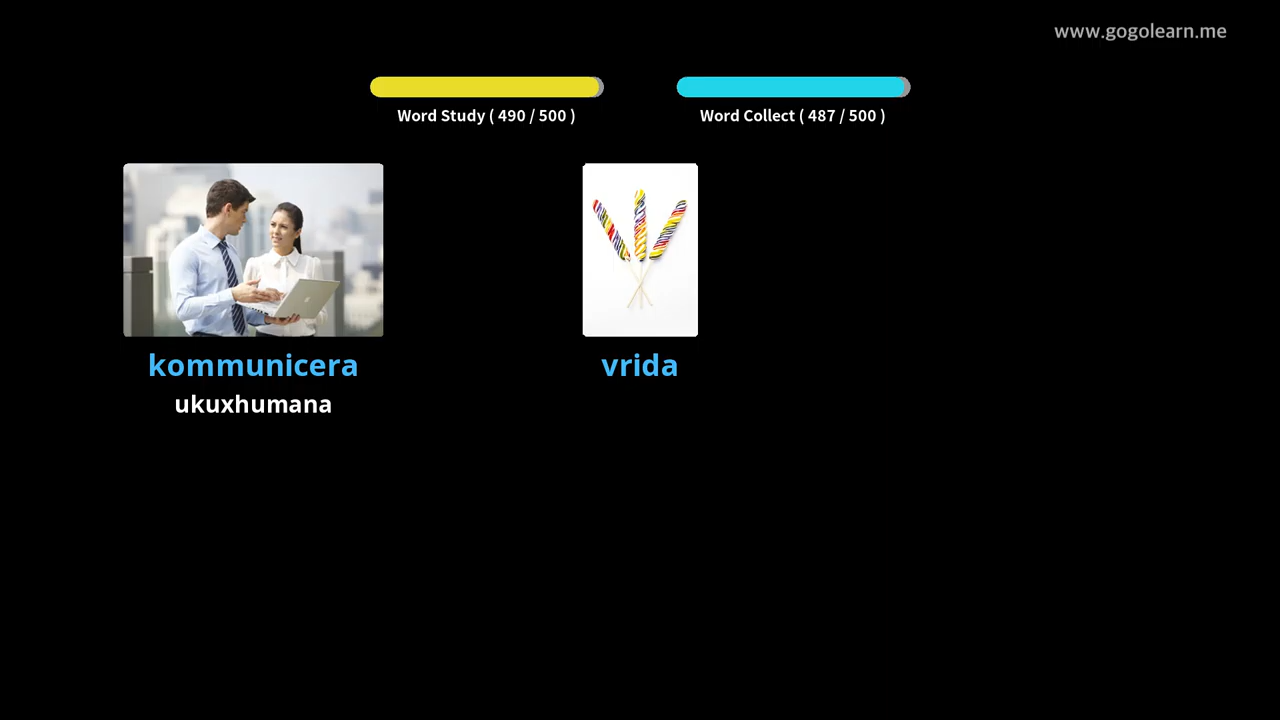 www.gogolearn.me
Word Study ( 490 / 500 )
Word Collect ( 487 / 500 )
kommunicera
ukuxhumana
vrida